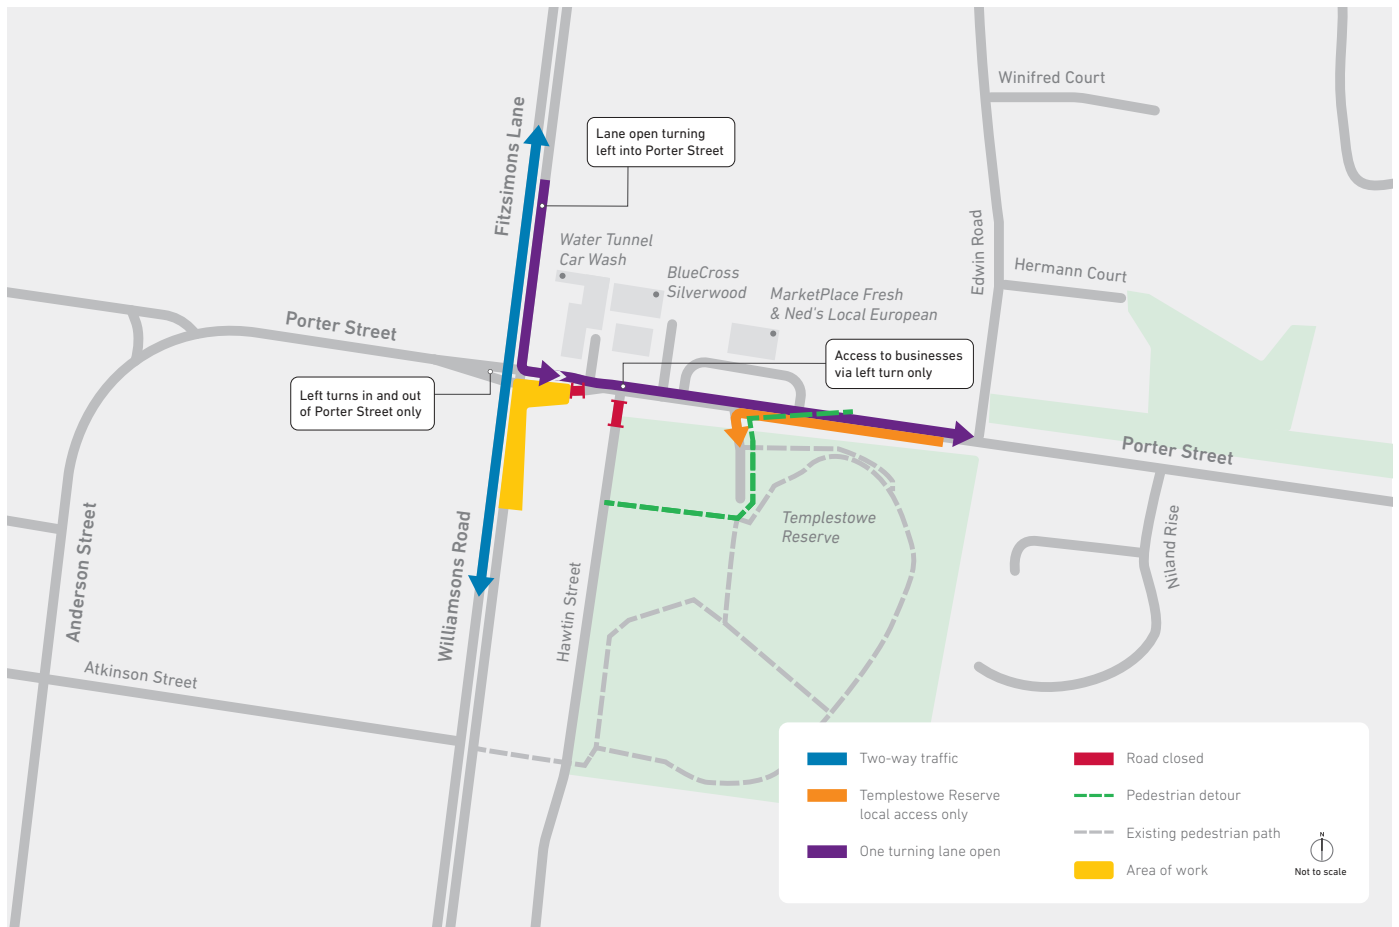 Winifred Court
Fitzsimons Lane
Lane open turning
left into Porter Street
Edwin Road
Water Tunnel
Car Wash
BlueCross
Silverwood
Hermann Court
MarketPlace Fresh
& Ned's Local European
Porter Street
Access to businesses
via left turn only
Left turns in and out
of Porter Street only
Porter Street
Templestowe
Reserve
Anderson Street
Williamsons Road
Hawtin Street
Niland Rise
Atkinson Street
Two-way traffic
Templestowe Reserve
local access only
One turning lane open
Road closed
Pedestrian detour
Existing pedestrian path
Area of work
N
Not to scale